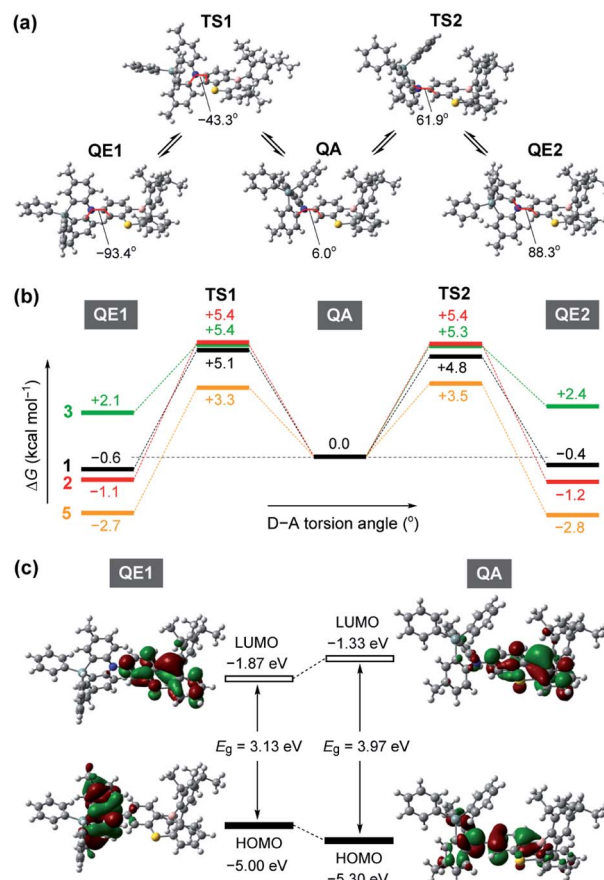 (a)
TS1
TS2
−43.3°
61.9°
QE1
QA
QE2
−93.4°
6.0°
88.3°
(b)
QE1
TS1
QA
TS2
QE2
+5.4
+5.4
+5.4
+5.3
+5.1
+4.8
+3.3
+3.5
3
+2.1
+2.4
0.0
1
−0.6
−0.4
2
−1.1
−1.2
5
−2.7
−2.8
ΔG (kcal mol⁻¹)
D−A torsion angle (°)
(c)
QE1
QA
LUMO
−1.87 eV
LUMO
−1.33 eV
Eg = 3.13 eV
Eg = 3.97 eV
HOMO
−5.00 eV
HOMO
−5.30 eV